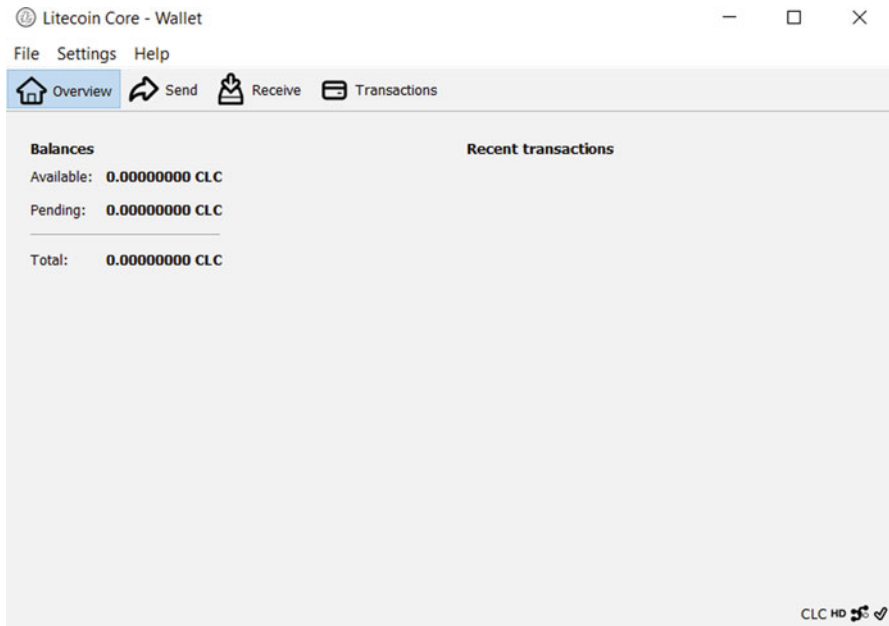 Litecoin Core - Wallet
File Settings Help
Overview Send Receive Transactions
Balances
Recent transactions
Available: 0.00000000 CLC
Pending: 0.00000000 CLC
Total: 0.00000000 CLC
CLC HD